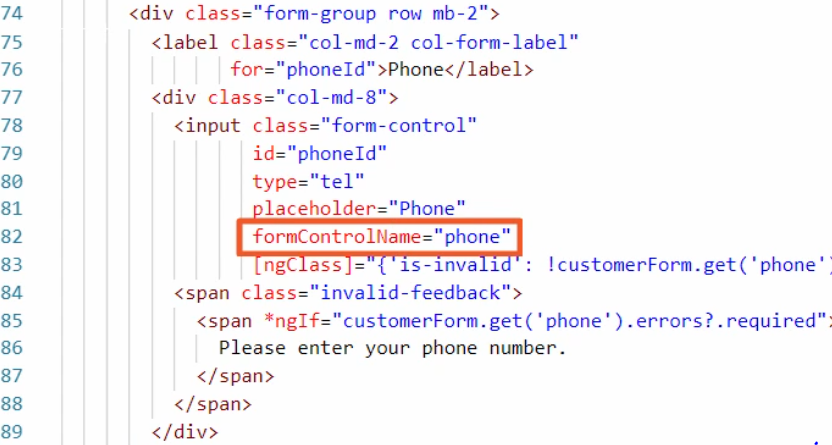 74 <div class="form-group row mb-2">
75 <label class="col-md-2 col-form-label"
76 for="phoneId">Phone</label>
77 <div class="col-md-8">
78 <input class="form-control"
79 id="phoneId"
80 type="tel"
81 placeholder="Phone"
82 formControlName="phone"
83 [ngClass]="{'is-invalid': !customerForm.get('phone')
84 <span class="invalid-feedback">
85 <span *ngIf="customerForm.get('phone').errors?.required">
86 Please enter your phone number.
87 </span>
88 </span>
89 </div>